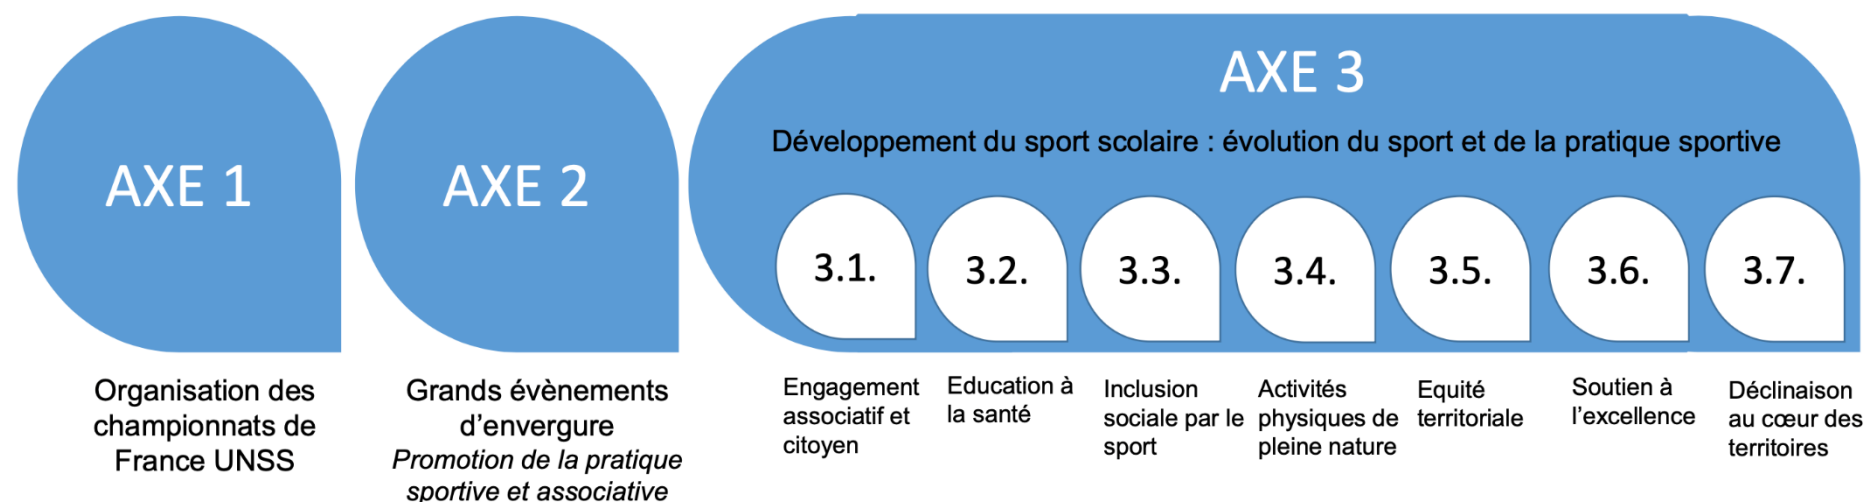 AXE 1
Organisation des
championnats de
France UNSS
AXE 2
Grands évènements
d’envergure
Promotion de la pratique
sportive et associative
AXE 3
Développement du sport scolaire : évolution du sport et de la pratique sportive
3.1.
Engagement
associatif et
citoyen
3.2.
Education à
la santé
3.3.
Inclusion
sociale par le
sport
3.4.
Activités
physiques de
pleine nature
3.5.
Equité
territoriale
3.6.
Soutien à
l’excellence
3.7.
Déclinaison
au cœur des
territoires